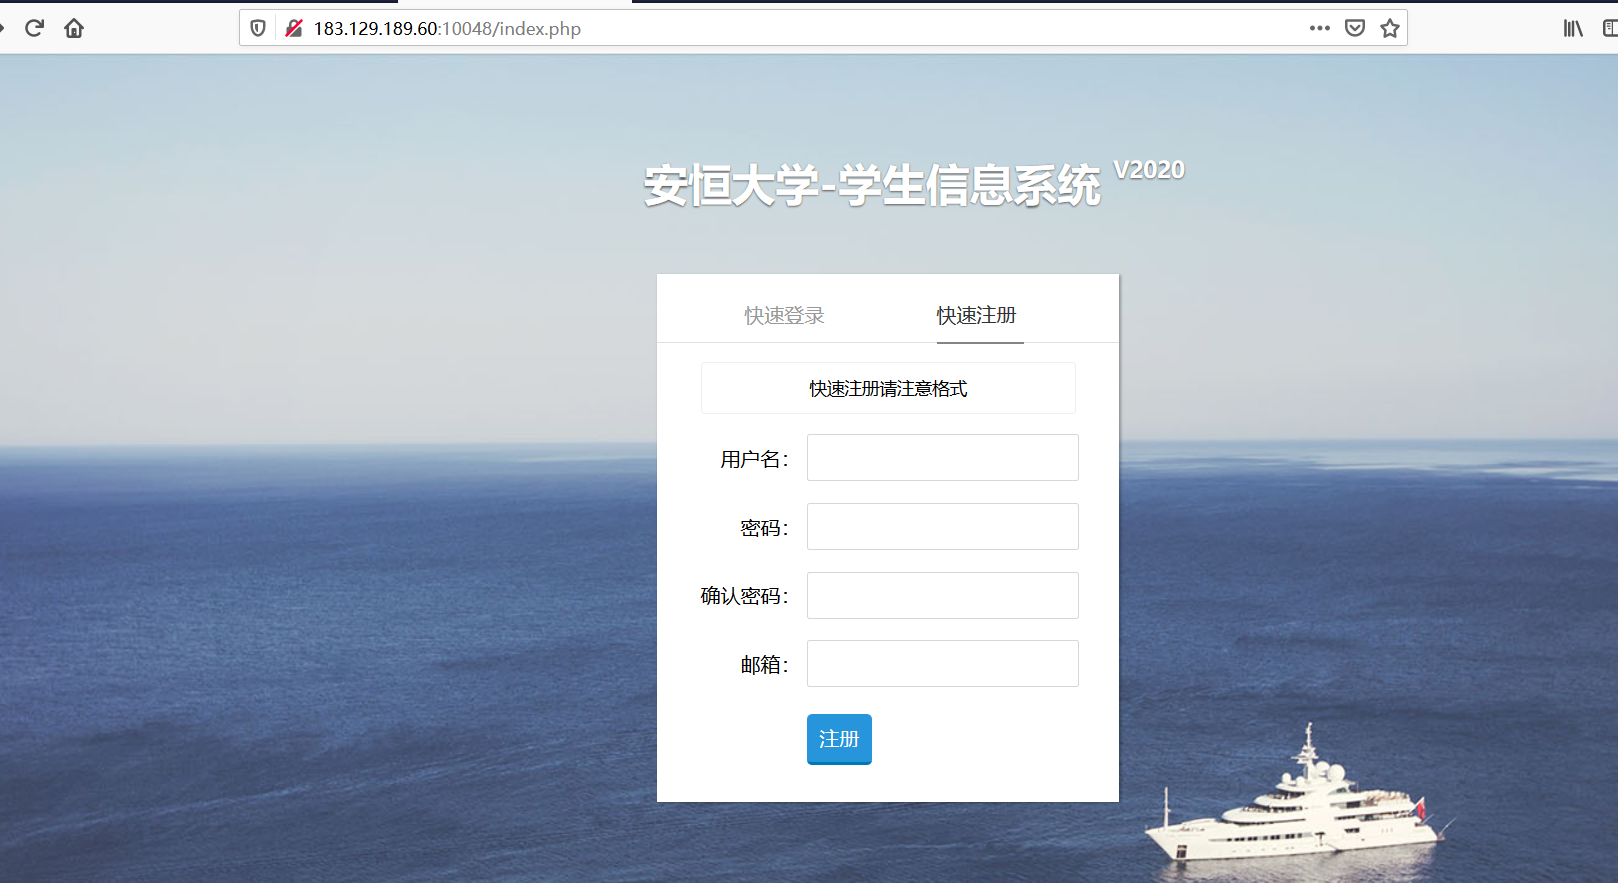 183.129.189.60:10048/index.php
安恒大学-学生信息系统 V2020
快速登录 快速注册
快速注册请注意格式
用户名：
密码：
确认密码：
邮箱：
注册